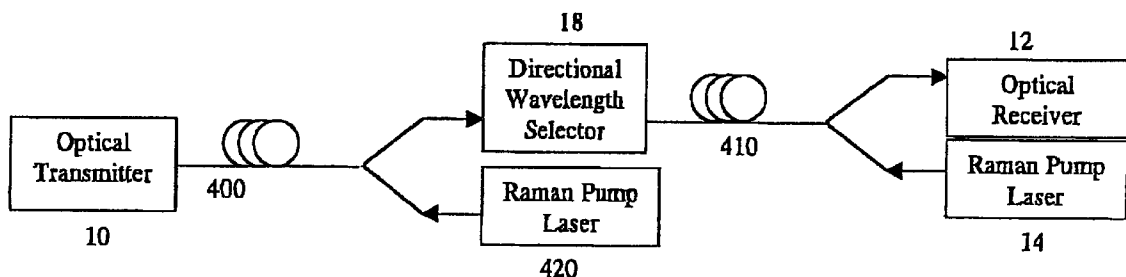 18
Directional
Wavelength
Selector
12
Optical
Receiver
Optical
Transmitter
10
400
410
Raman Pump
Laser
420
Raman Pump
Laser
14